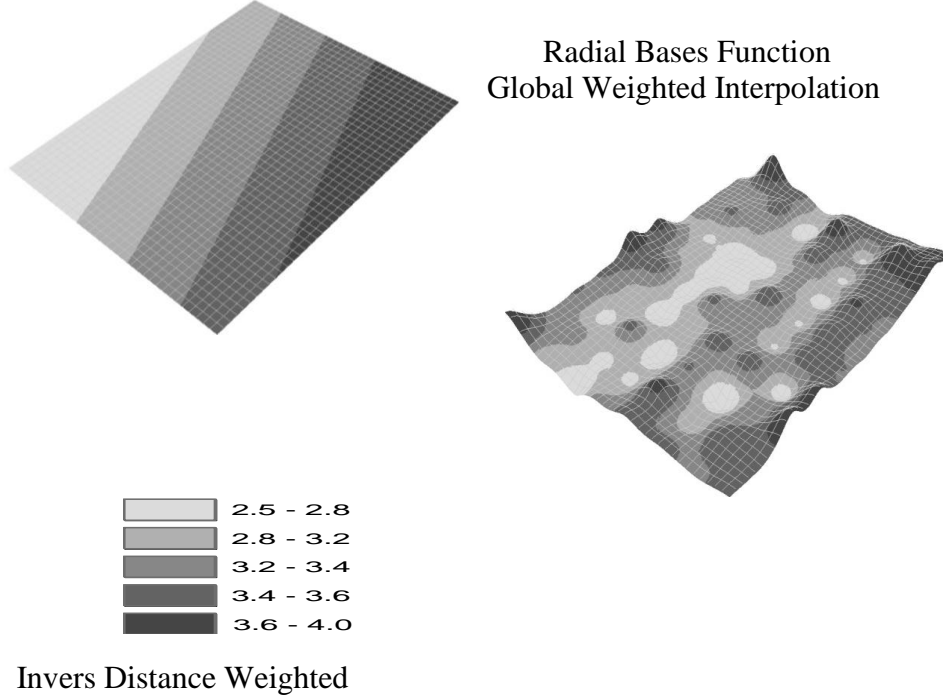 Radial Bases Function
Global Weighted Interpolation
2.5 - 2.8
2.8 - 3.2
3.2 - 3.4
3.4 - 3.6
3.6 - 4.0
Invers Distance Weighted